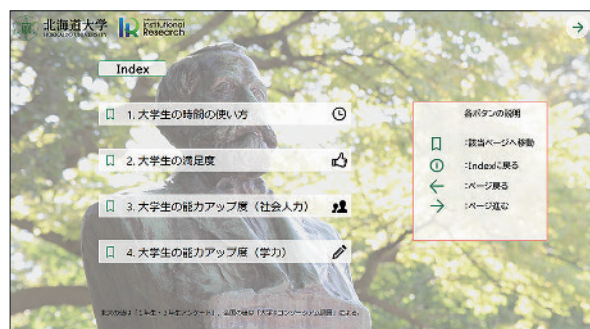 北海道大学
HOKKAIDO UNIVERSITY
Institutional
Research
Index
1. 大学生の時間の使い方
2. 大学生の満足度
3. 大学生の能力アップ度（社会人力）
4. 大学生の能力アップ度（学力）
各ボタンの説明
:該当ページへ移動
:Indexに戻る
:ページ戻る
:ページ進む